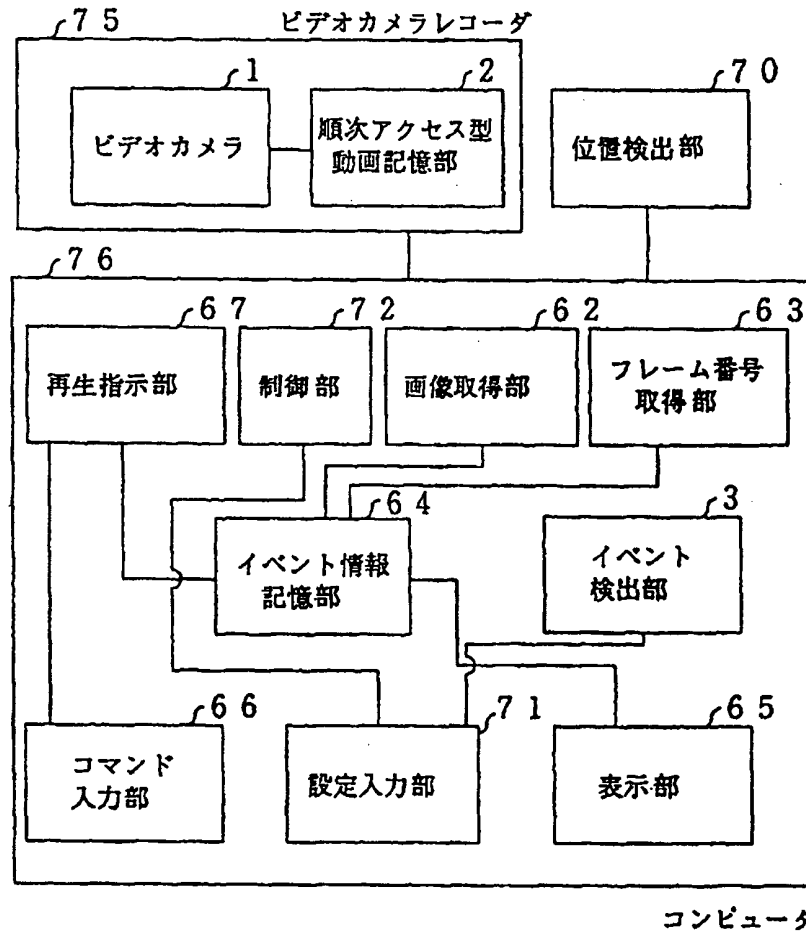 75
ビデオカメラレコーダ
1
2
70
ビデオカメラ
順次アクセス型
動画記憶部
位置検出部
76
67
72
62
63
再生指示部
制御部
画像取得部
フレーム番号
取得部
64
3
イベント情報
記憶部
イベント
検出部
66
71
65
コマンド
入力部
設定入力部
表示部
コンピュータ